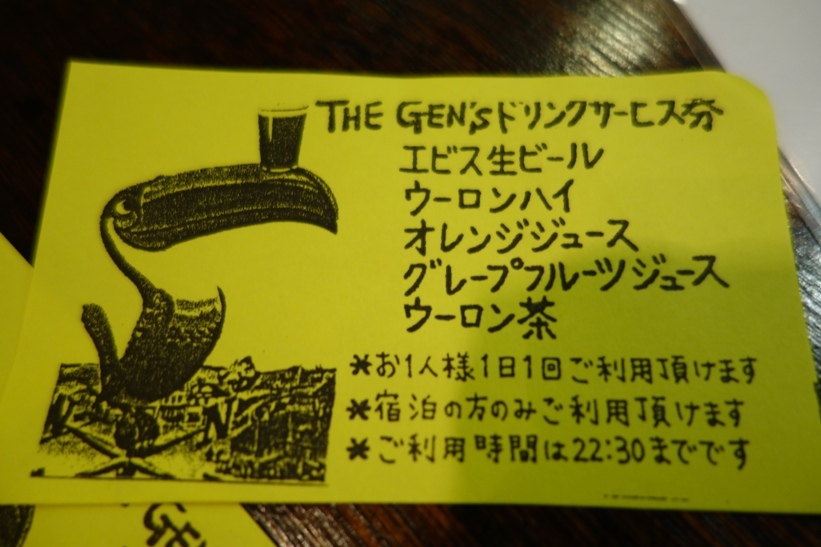 THE GEN'sドリンクサービス券
エビス生ビール
ウーロンハイ
オレンジジュース
グレープフルーツジュース
ウーロン茶
*お1人様1日1回ご利用頂けます
*宿泊の方のみご利用頂けます
*ご利用時間は22:30までです
N
GEN